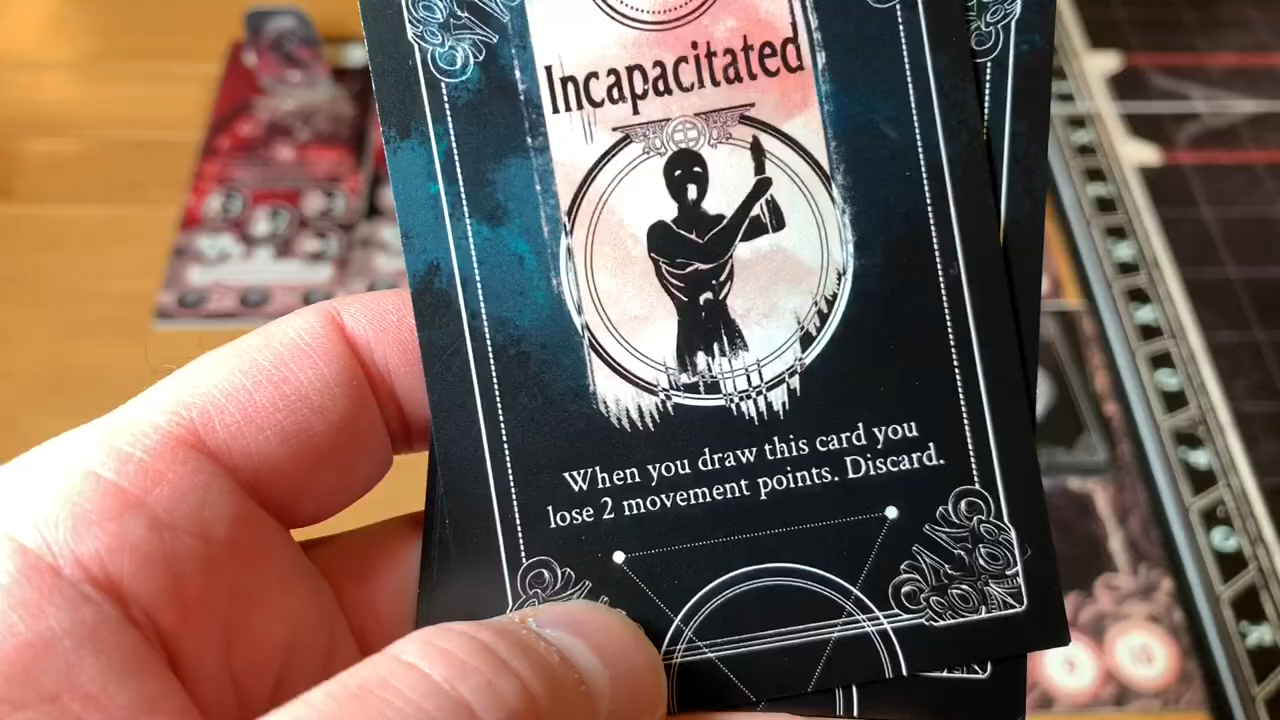 Incapacitated
When you draw this card you
lose 2 movement points. Discard.